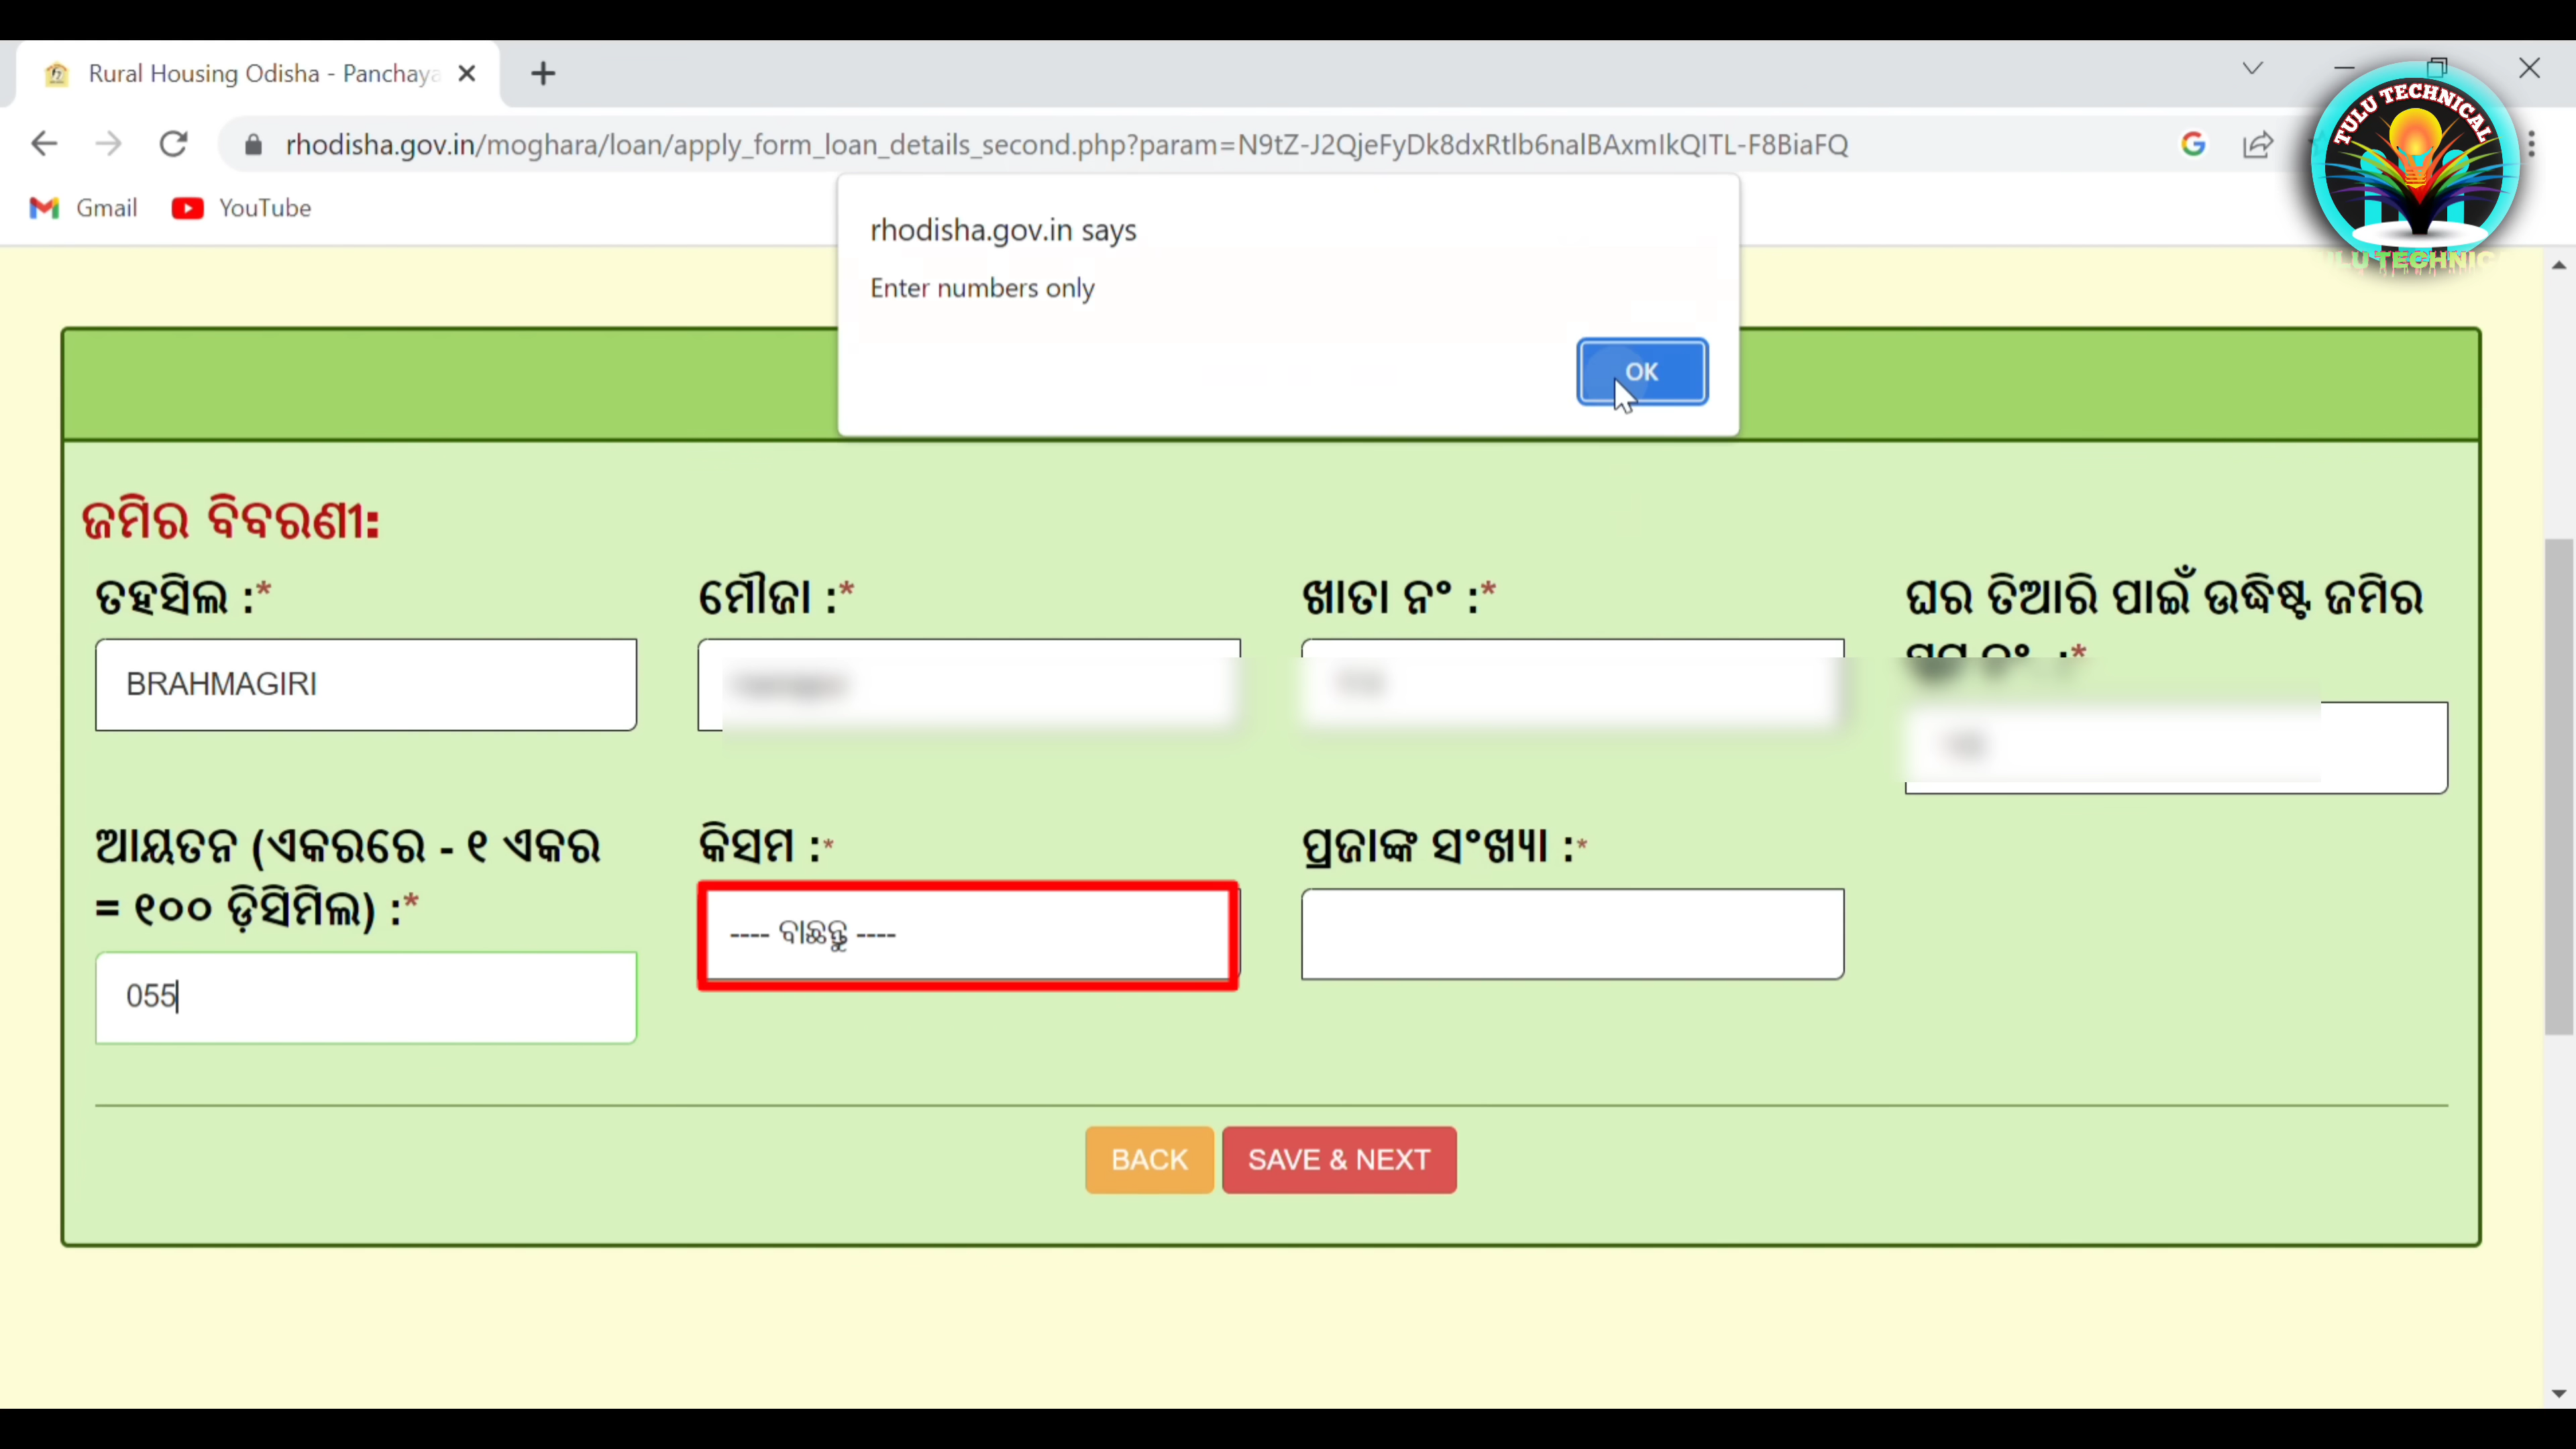 Rural Housing Odisha - Panchaya
rhodisha.gov.in/moghara/loan/apply_form_loan_details_second.php?param=N9tZ-J2QjeFyDk8dxRtlb6nalBAxmIkQITL-F8BiaFQ
TULU TECHNICAL
Gmail
YouTube
rhodisha.gov.in says
Enter numbers only
OK
ଜମିର ବିବରଣୀ:
ତହସିଲ :*
ମୌଜା :*
ଖାତା ନଂ :*
ଘର ତିଆରି ପାଇଁ ଉଦ୍ଧିଷ୍ଟ ଜମିର
BRAHMAGIRI
ଆୟତନ (ଏକରରେ - ୧ ଏକର
= ୧୦୦ ଡ଼ିସିମିଲ) :*
କିସମ :*
ପ୍ରଜାଙ୍କ ସଂଖ୍ୟା :*
---- ବାଛନ୍ତୁ ----
055
BACK
SAVE & NEXT